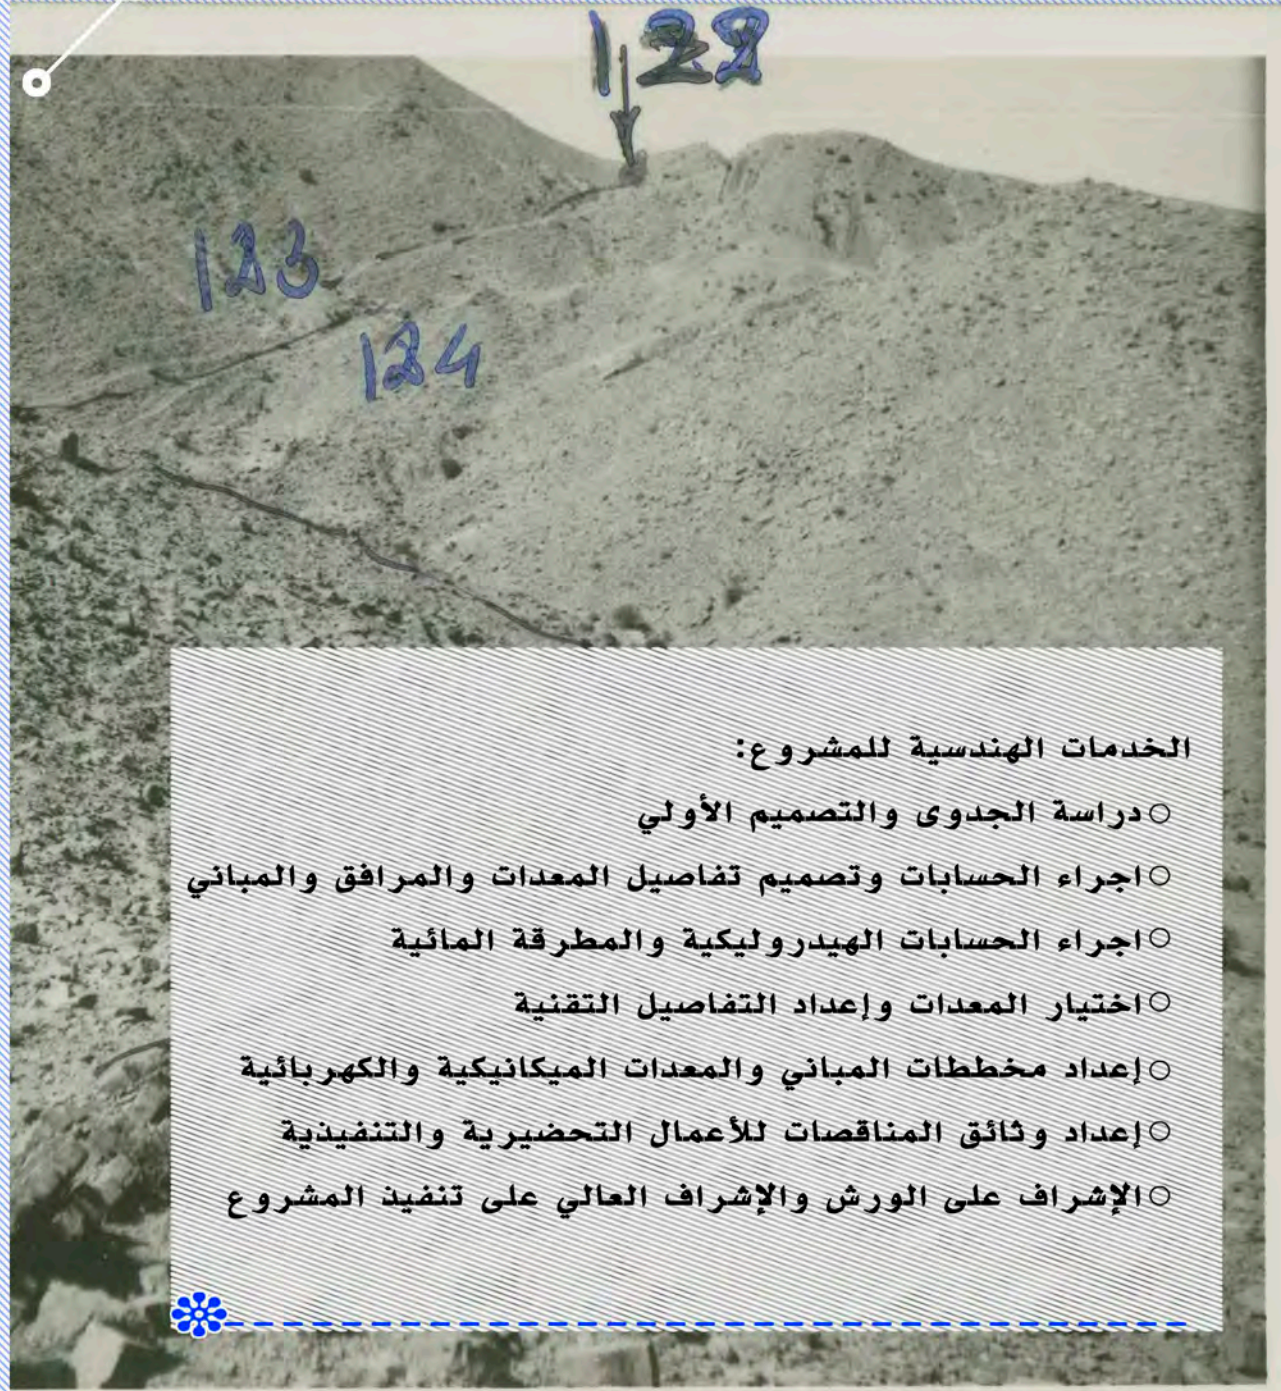 122
123
124
الخدمات الهندسية للمشروع:
○ دراسة الجدوى والتصميم الأولي
○ اجراء الحسابات وتصميم تفاصيل المعدات والمرافق والمباني
○ اجراء الحسابات الهيدروليكية والمطرقة المائية
○ اختيار المعدات وإعداد التفاصيل التقنية
○ إعداد مخططات المباني والمعدات الميكانيكية والكهربائية
○ إعداد وثائق المناقصات للأعمال التحضيرية والتنفيذية
○ الإشراف على الورش والإشراف العالي على تنفيذ المشروع